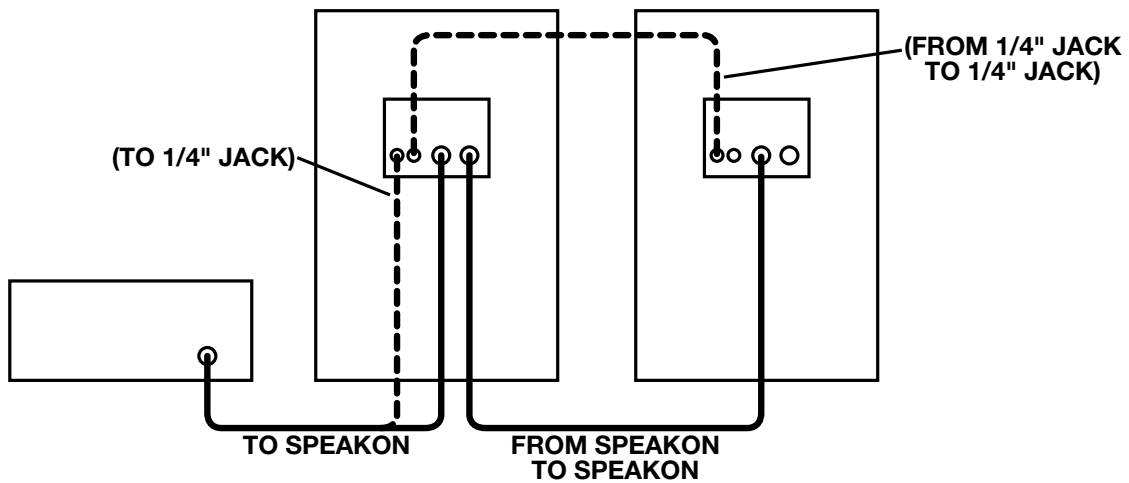 (FROM 1/4" JACK
TO 1/4" JACK)
(TO 1/4" JACK)
TO SPEAKON
FROM SPEAKON
TO SPEAKON